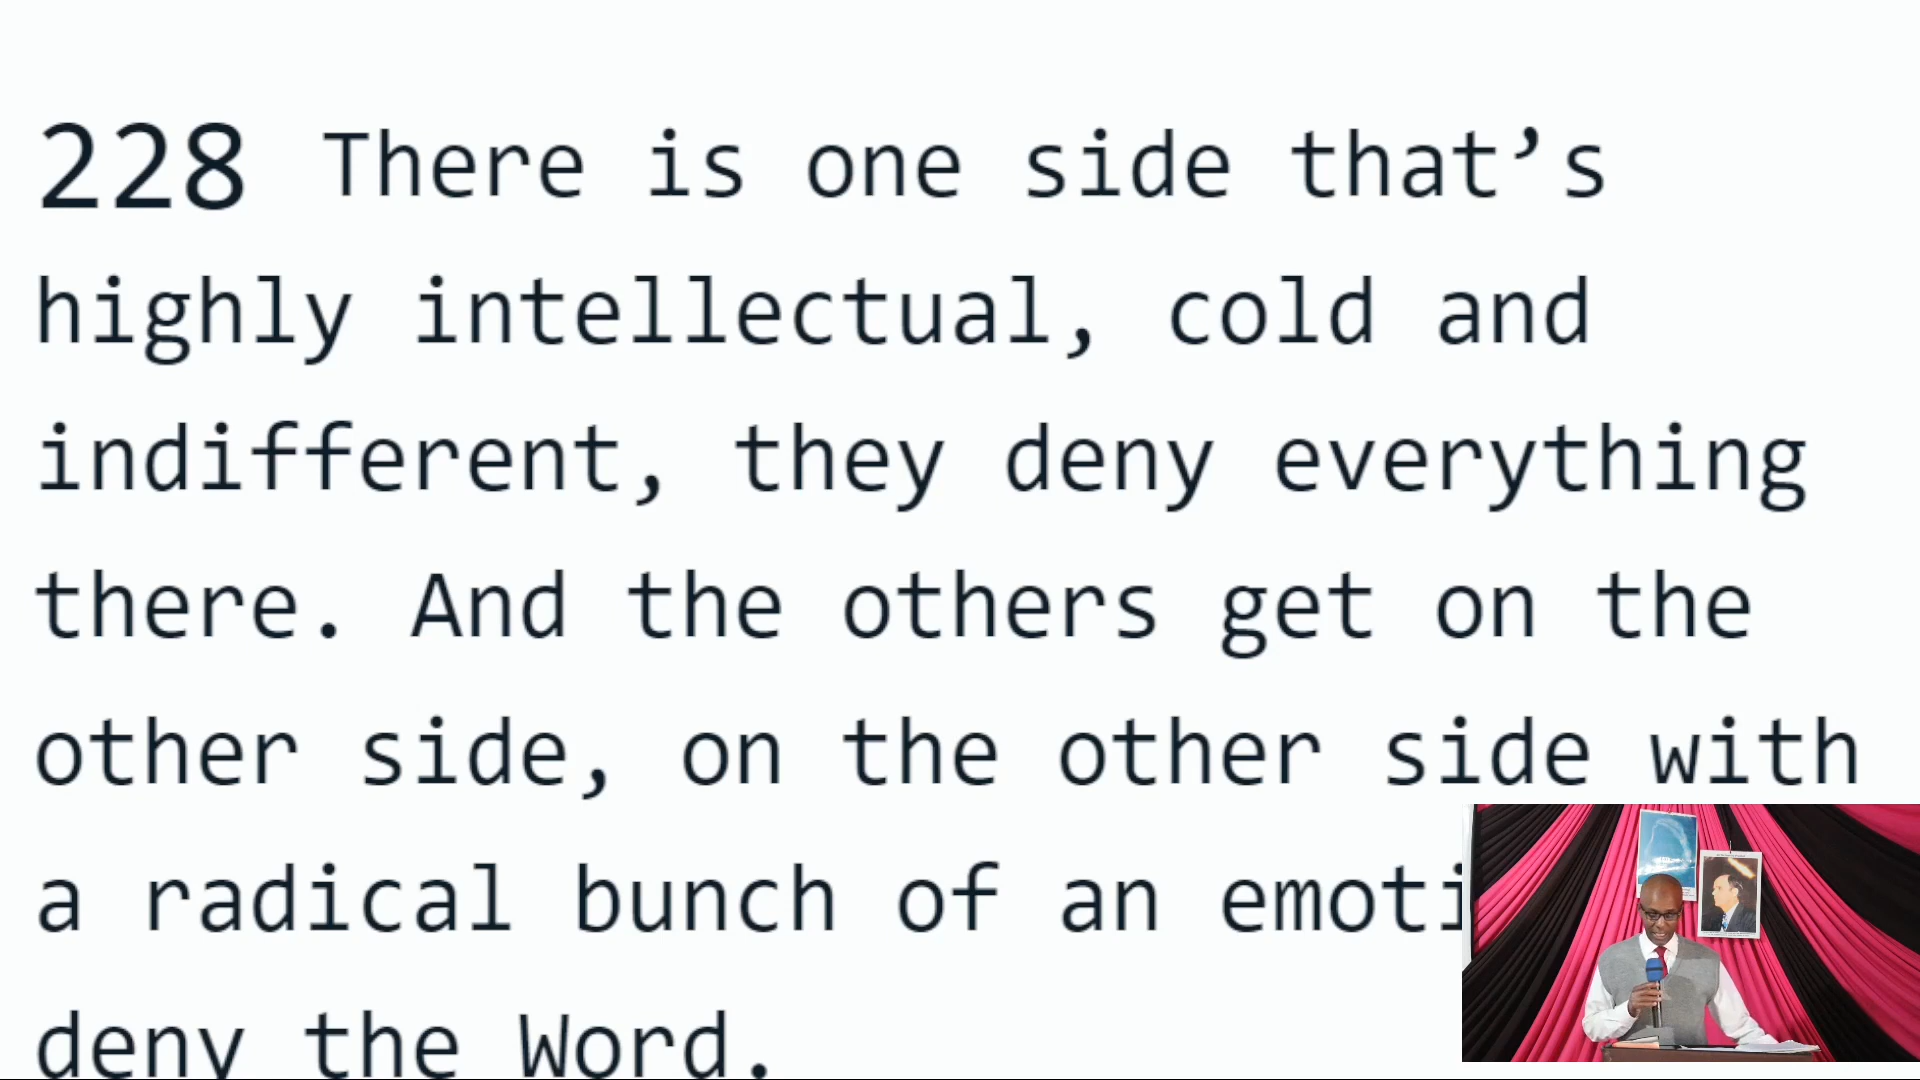 228 There is one side that’s
highly intellectual, cold and
indifferent, they deny everything
there. And the others get on the
other side, on the other side with
a radical bunch of an
deny the Word.